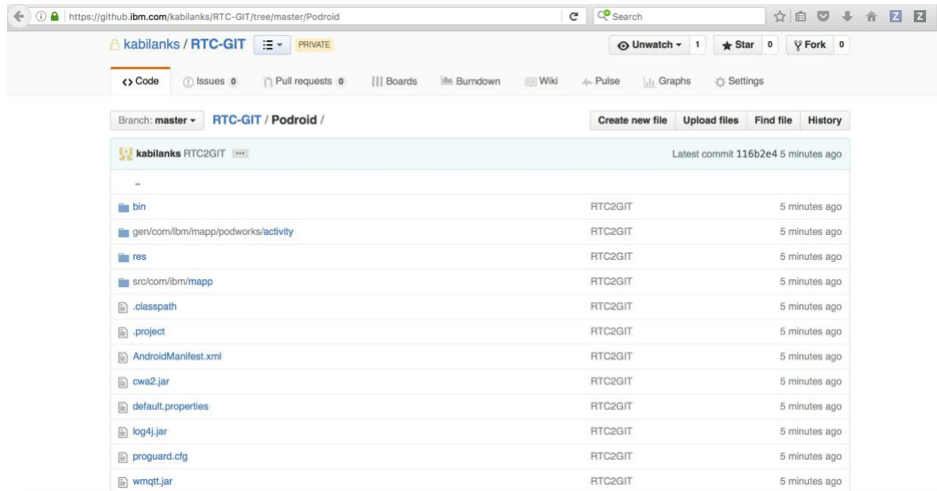 https://github.ibm.com/kabilanks/RTC-GIT/tree/master/Podroid
Search
kabilanks / RTC-GIT PRIVATE
Unwatch 1 Star 0 Fork 0
Code Issues 0 Pull requests 0 Boards Burndown Wiki Pulse Graphs Settings
Branch: master RTC-GIT / Podroid / Create new file Upload files Find file History
kabilanks RTC2GIT ... Latest commit 116b2e4 5 minutes ago
..
bin RTC2GIT 5 minutes ago
gen/com/ibm/mapp/podworks/activity RTC2GIT 5 minutes ago
res RTC2GIT 5 minutes ago
src/com/ibm/mapp RTC2GIT 5 minutes ago
.classpath RTC2GIT 5 minutes ago
.project RTC2GIT 5 minutes ago
AndroidManifest.xml RTC2GIT 5 minutes ago
cwa2.jar RTC2GIT 5 minutes ago
default.properties RTC2GIT 5 minutes ago
log4j.jar RTC2GIT 5 minutes ago
proguard.cfg RTC2GIT 5 minutes ago
wmqtt.jar RTC2GIT 5 minutes ago